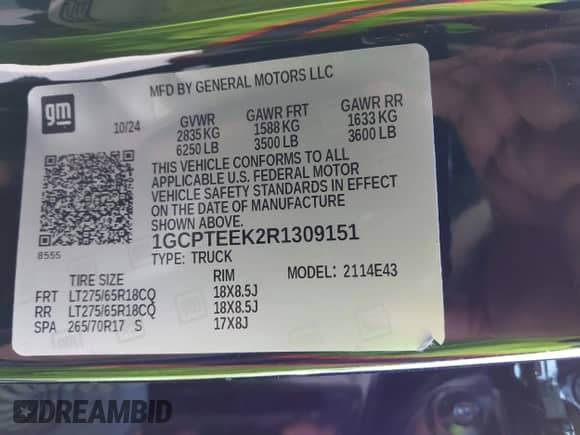 MFD BY GENERAL MOTORS LLC
gm
10/24
GVWR GAWR FRT GAWR RR
2835 KG 1588 KG 1633 KG
6250 LB 3500 LB 3600 LB
THIS VEHICLE CONFORMS TO ALL
APPLICABLE U.S. FEDERAL MOTOR
VEHICLE SAFETY STANDARDS IN EFFECT
ON THE DATE OF MANUFACTURE
SHOWN ABOVE.
8555
1GCPTEEK2R1309151
TYPE: TRUCK MODEL: 2114E43
TIRE SIZE RIM
FRT LT275/65R18CQ 18X8.5J
RR LT275/65R18CQ 18X8.5J
SPA 265/70R17 S 17X8J
DREAMBID